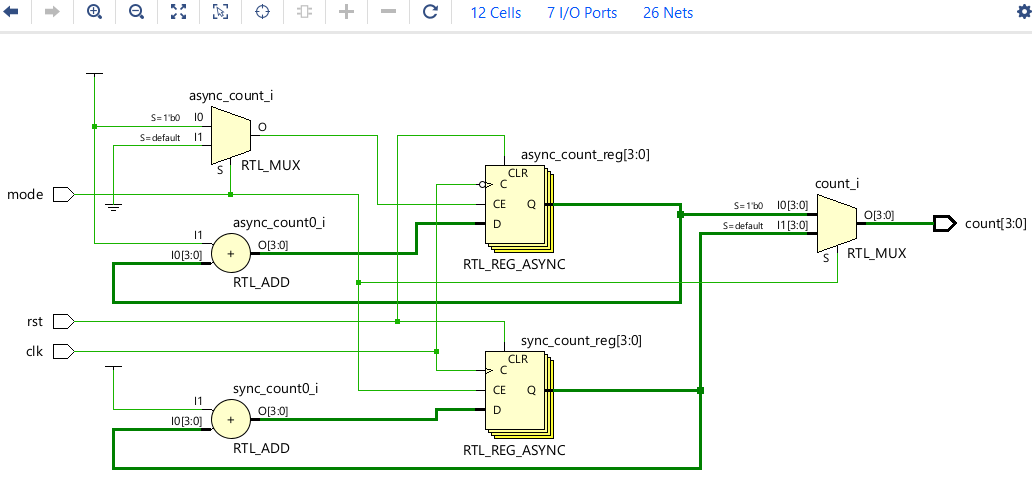 12 Cells 7 I/O Ports 26 Nets
async_count_i
S=1'b0 I0
S=default I1
O
S
RTL_MUX
mode
async_count0_i
I1
I0[3:0]
+
O[3:0]
RTL_ADD
async_count_reg[3:0]
CLR
C
CE
Q
D
RTL_REG_ASYNC
count_i
S=1'b0 I0[3:0]
S=default I1[3:0]
O[3:0]
S
RTL_MUX
count[3:0]
rst
clk
sync_count0_i
I1
I0[3:0]
+
O[3:0]
RTL_ADD
sync_count_reg[3:0]
CLR
C
CE
Q
D
RTL_REG_ASYNC